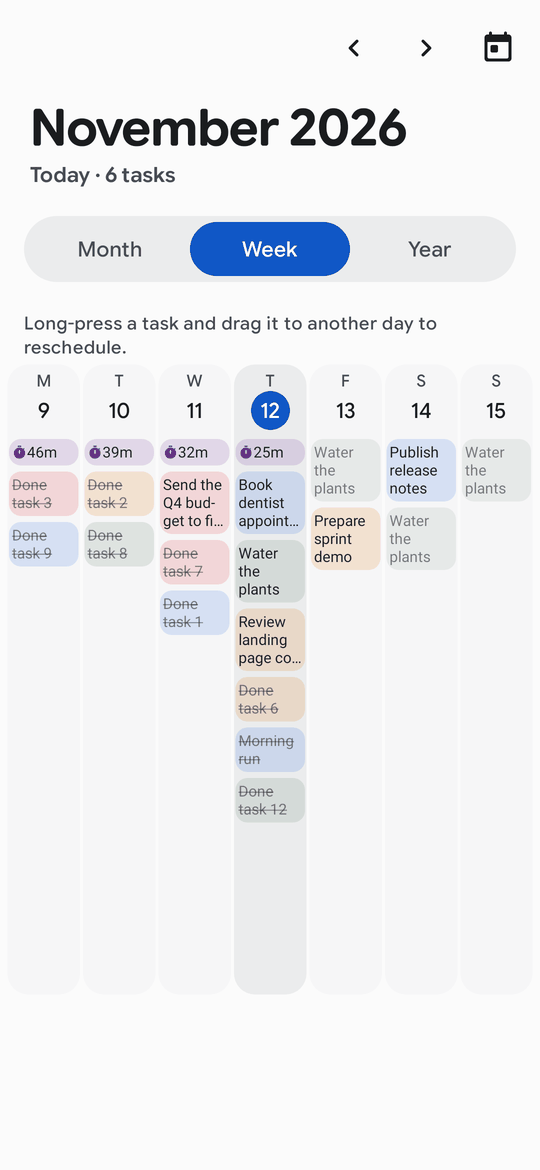 November 2026
Today · 6 tasks
Month
Week
Year
Long-press a task and drag it to another day to
reschedule.
M
9
46m
Done
task 3
Done
task 9
T
10
39m
Done
task 2
Done
task 8
W
11
32m
Send the
Q4 bud-
get to fi...
Done
task 7
Done
task 1
T
12
25m
Book
dentist
appoint...
Water
the
plants
Review
landing
page co...
Done
task 6
Morning
run
Done
task 12
F
13
Water
the
plants
Prepare
sprint
demo
S
14
Publish
release
notes
Water
the
plants
S
15
Water
the
plants